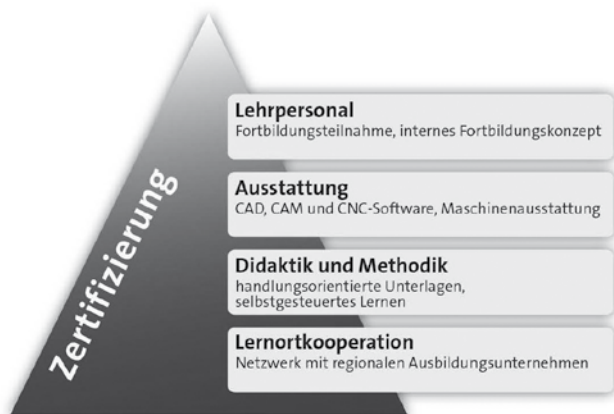 Zertifizierung
Lehrpersonal
Fortbildungsteilnahme, internes Fortbildungskonzept
Ausstattung
CAD, CAM und CNC-Software, Maschinenausstattung
Didaktik und Methodik
handlungsorientierte Unterlagen,
selbstgesteuertes Lernen
Lernortkooperation
Netzwerk mit regionalen Ausbildungsunternehmen